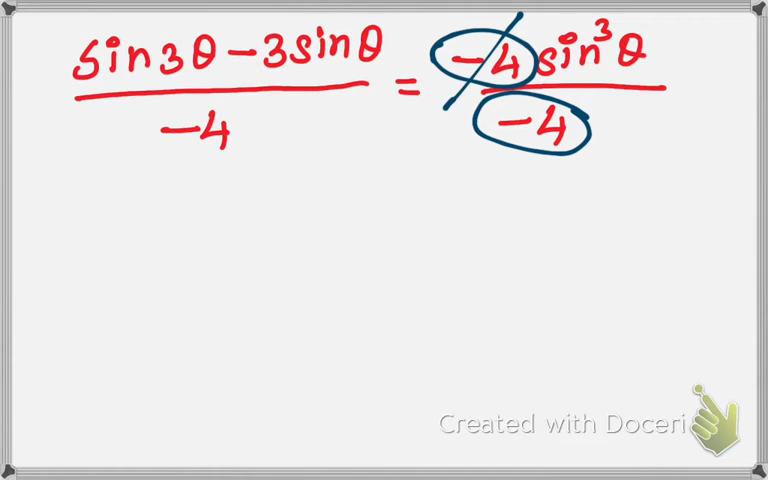 sin3θ − 3sinθ / −4 = −4 sin³θ / −4
Created with Doceri